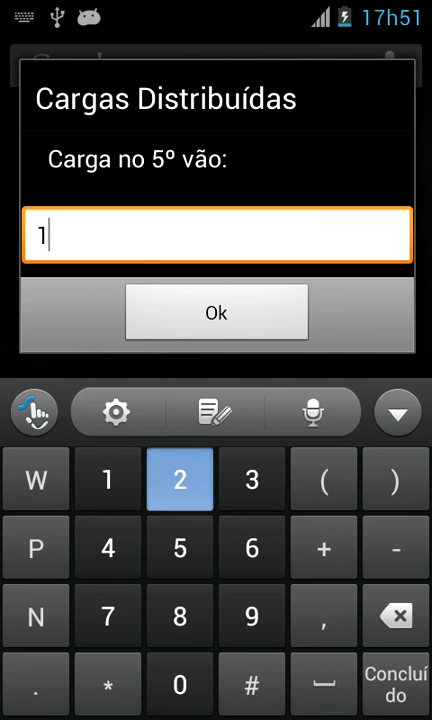 17h51
Cargas Distribuídas
Carga no 5º vão:
1
Ok
W 1 2 3 ( )
P 4 5 6 + -
N 7 8 9 ,
. * 0 # Concluí
do